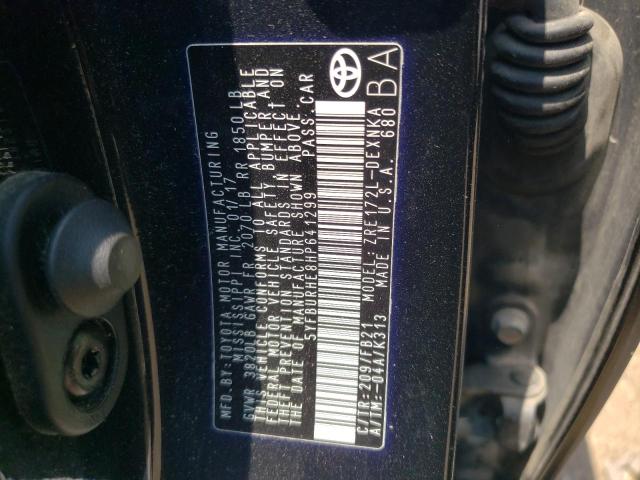 MFD.BY:TOYOTA MOTOR MANUFACTURING
MISSISSIPPI INC. 01/17
GVWR 3820LB GAWR FR 2070 LB RR 1850LB
THIS VEHICLE CONFORMS TO ALL APPLICABLE
FEDERAL MOTOR VEHICLE SAFETY, BUMPER AND
THEFT PREVENTION STANDARDS IN EFFECT ON
THE DATE OF MANUFACTURE SHOWN ABOVE.
5YFBURHE8HP641299 PASS.CAR
C/TR:209/FB21 ZRE172L-DEXNKA
A/TM:-04A/K313 MADE IN U.S.A. 680
BA